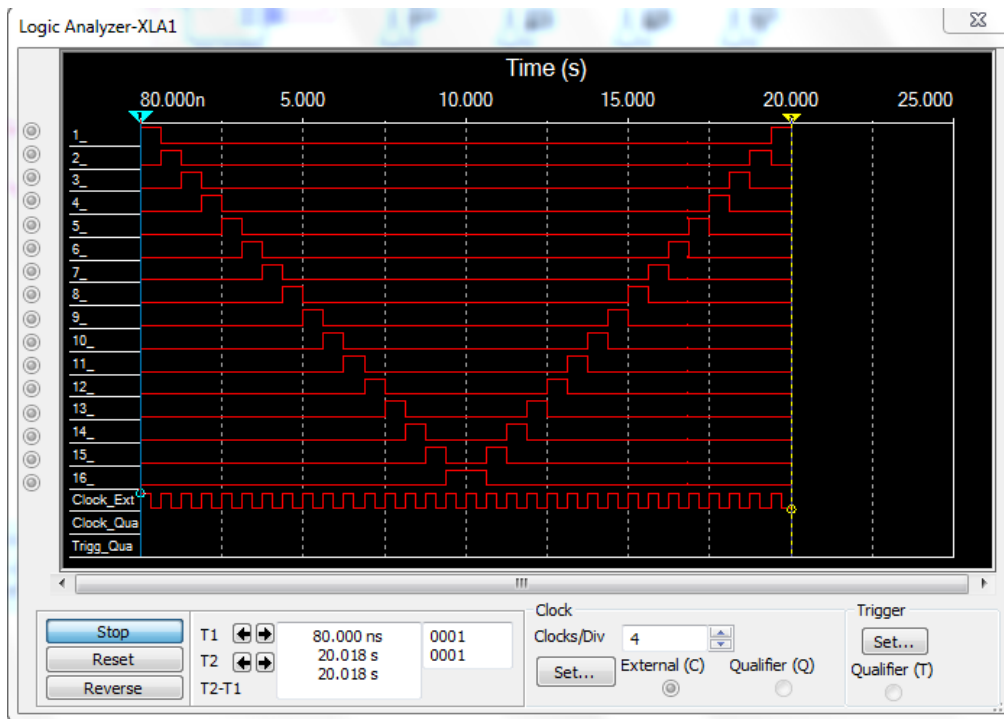 Logic Analyzer-XLA1
Time (s)
80.000n 5.000 10.000 15.000 20.000 25.000
1 2
1_
2_
3_
4_
5_
6_
7_
8_
9_
10_
11_
12_
13_
14_
15_
16_
Clock_Ext
Clock_Qua
Trigg_Qua
Stop
Reset
Reverse
T1 80.000 ns 0001
T2 20.018 s 0001
T2-T1 20.018 s
Clock
Clocks/Div 4
Set... External (C) Qualifier (Q)
Trigger
Set...
Qualifier (T)